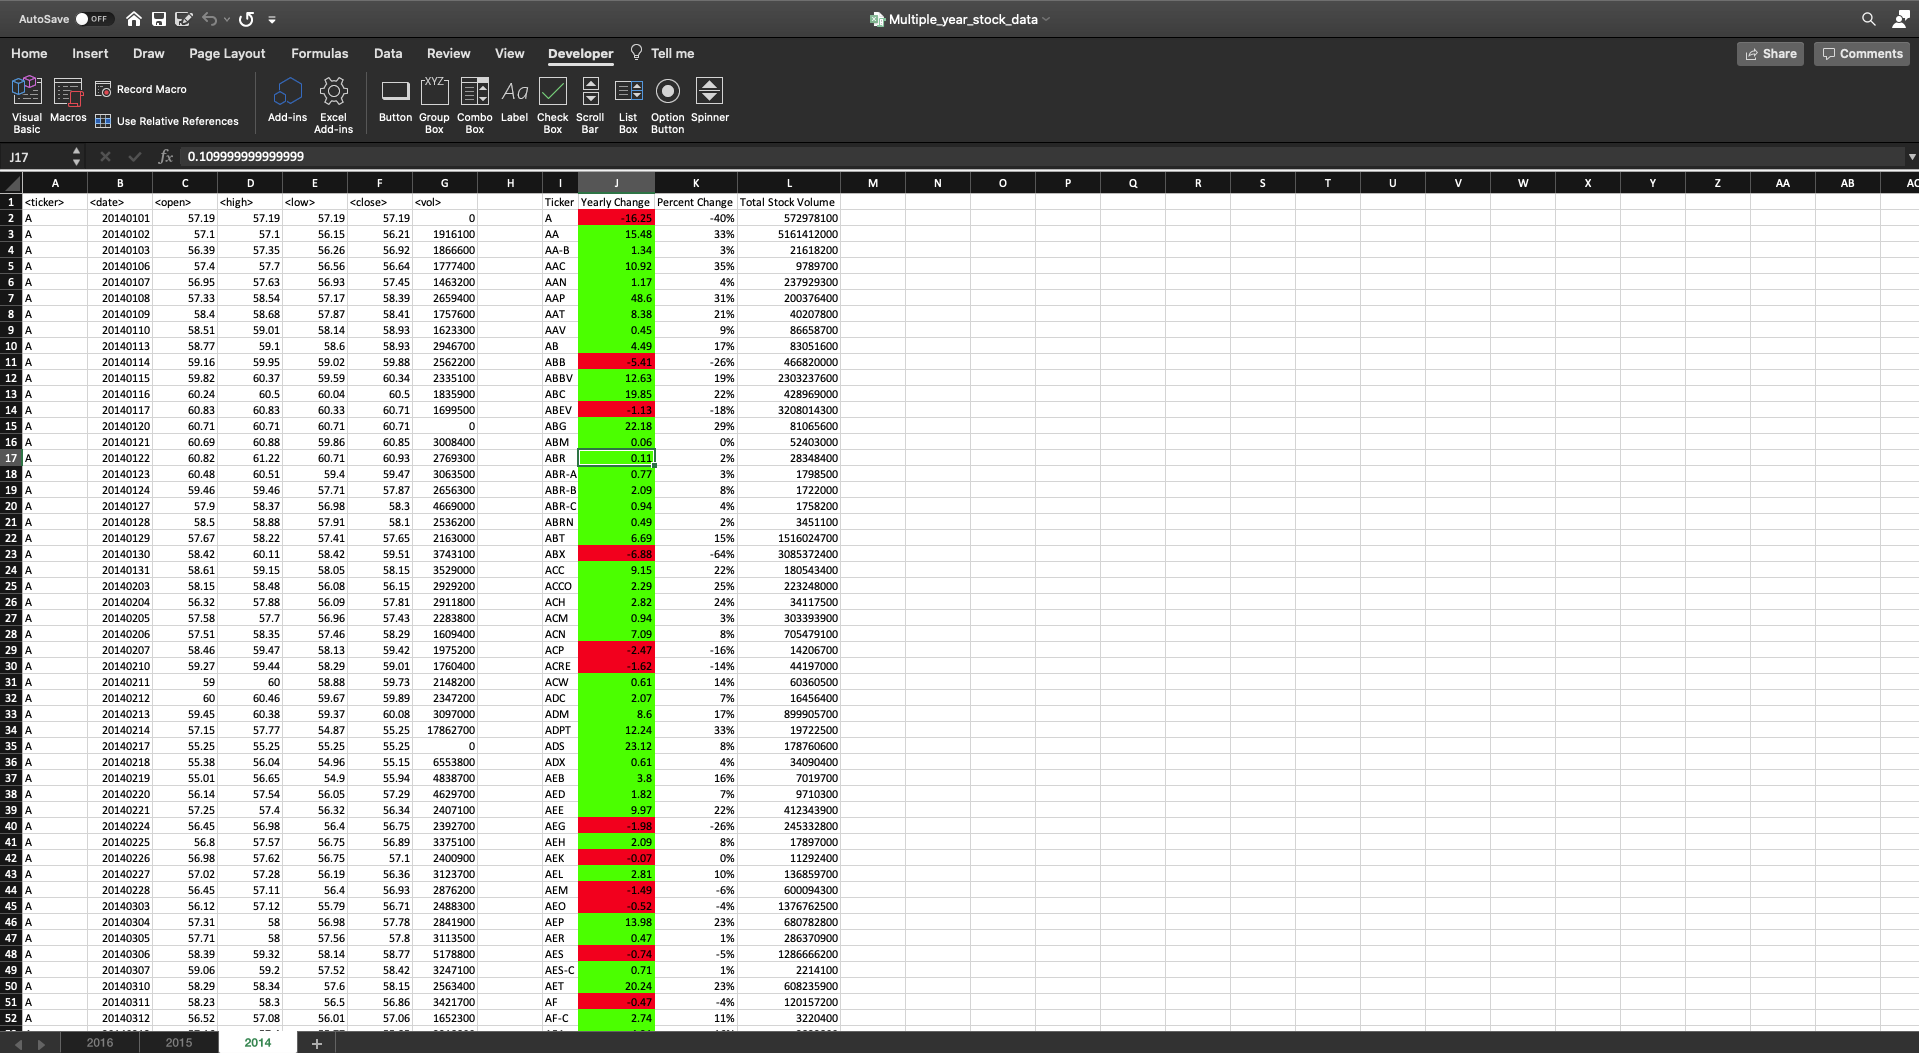 AutoSave OFF Multiple_year_stock_data
Home Insert Draw Page Layout Formulas Data Review View Developer Tell me Share Comments
Visual Basic Macros Record Macro Use Relative References Add-ins Excel Add-ins Button Group Box Combo Box Label Check Box Scroll Bar List Box Option Button Spinner
XYZ Aa
J17 fx 0.109999999999999
A B C D E F G H I J K L M N O P Q R S T U V W X Y Z AA AB AC
1 <ticker> <date> <open> <high> <low> <close> <vol> Ticker Yearly Change Percent Change Total Stock Volume
2 A 20140101 57.19 57.19 57.19 57.19 0 A -16.25 -40% 572978100
3 A 20140102 57.1 57.1 56.15 56.21 1916100 AA 15.48 33% 5161412000
4 A 20140103 56.39 57.35 56.26 56.92 1866600 AA-B 1.34 3% 21618200
5 A 20140106 57.4 57.7 56.56 56.64 1777400 AAC 10.92 35% 9789700
6 A 20140107 56.95 57.63 56.93 57.45 1463200 AAN 1.17 4% 237929300
7 A 20140108 57.33 58.54 57.17 58.39 2659400 AAP 48.6 31% 200376400
8 A 20140109 58.4 58.68 57.87 58.41 1757600 AAT 8.38 21% 40207800
9 A 20140110 58.51 59.01 58.14 58.93 1623300 AAV 0.45 9% 86658700
10 A 20140113 58.77 59.1 58.6 58.93 2946700 AB 4.49 17% 83051600
11 A 20140114 59.16 59.95 59.02 59.88 2562200 ABB -5.41 -26% 466820000
12 A 20140115 59.82 60.37 59.59 60.34 2335100 ABBV 12.63 19% 2303237600
13 A 20140116 60.24 60.5 60.04 60.5 1835900 ABC 19.85 22% 428969000
14 A 20140117 60.83 60.83 60.33 60.71 1699500 ABEV -1.13 -18% 3208014300
15 A 20140120 60.71 60.71 60.71 60.71 0 ABG 22.18 29% 81065600
16 A 20140121 60.69 60.88 59.86 60.85 3008400 ABM 0.06 0% 52403000
17 A 20140122 60.82 61.22 60.71 60.93 2769300 ABR 0.11 2% 28348400
18 A 20140123 60.48 60.51 59.4 59.47 3063500 ABR-A 0.77 3% 1798500
19 A 20140124 59.46 59.46 57.71 57.87 2656300 ABR-B 2.09 8% 1722000
20 A 20140127 57.9 58.37 56.98 58.3 4669000 ABR-C 0.94 4% 1758200
21 A 20140128 58.5 58.88 57.91 58.1 2536200 ABRN 0.49 2% 3451100
22 A 20140129 57.67 58.22 57.41 57.65 2163000 ABT 6.69 15% 1516024700
23 A 20140130 58.42 60.11 58.42 59.51 3743100 ABX -6.88 -64% 3085372400
24 A 20140131 58.61 59.15 58.05 58.15 3529000 ACC 9.15 22% 180543400
25 A 20140203 58.15 58.48 56.08 56.15 2929200 ACCO 2.29 25% 223248000
26 A 20140204 56.32 57.88 56.09 57.81 2911800 ACH 2.82 24% 34117500
27 A 20140205 57.58 57.7 56.96 57.43 2283800 ACM 0.94 3% 303393900
28 A 20140206 57.51 58.35 57.46 58.29 1609400 ACN 7.09 8% 705479100
29 A 20140207 58.46 59.47 58.13 59.42 1975200 ACP -2.47 -16% 14206700
30 A 20140210 59.27 59.44 58.29 59.01 1760400 ACRE -1.62 -14% 44197000
31 A 20140211 59 60 58.88 59.73 2148200 ACW 0.61 14% 60360500
32 A 20140212 60 60.46 59.67 59.89 2347200 ADC 2.07 7% 16456400
33 A 20140213 59.45 60.38 59.37 60.08 3097000 ADM 8.6 17% 899905700
34 A 20140214 57.15 57.77 54.87 55.25 17862700 ADPT 12.24 33% 19722500
35 A 20140217 55.25 55.25 55.25 55.25 0 ADS 23.12 8% 178760600
36 A 20140218 55.38 56.04 54.96 55.15 6553800 ADX 0.61 4% 34090400
37 A 20140219 55.01 56.65 54.9 55.94 4838700 AEB 3.8 16% 7019700
38 A 20140220 56.14 57.54 56.05 57.29 4629700 AED 1.82 7% 9710300
39 A 20140221 57.25 57.4 56.32 56.34 2407100 AEE 9.97 22% 412343900
40 A 20140224 56.45 56.98 56.4 56.75 2392700 AEG -1.98 -26% 245332800
41 A 20140225 56.8 57.57 56.75 56.89 3375100 AEH 2.09 8% 17897000
42 A 20140226 56.98 57.62 56.75 57.1 2400900 AEK -0.07 0% 11292400
43 A 20140227 57.02 57.28 56.19 56.36 3123700 AEL 2.81 10% 136859700
44 A 20140228 56.45 57.11 56.4 56.93 2876200 AEM -1.49 -6% 600094300
45 A 20140303 56.12 57.12 55.79 56.71 2488300 AEO -0.52 -4% 1376762500
46 A 20140304 57.31 58 56.98 57.78 2841900 AEP 13.98 23% 680782800
47 A 20140305 57.71 58 57.56 57.8 3113500 AER 0.47 1% 286370900
48 A 20140306 58.39 59.32 58.14 58.77 5178800 AES -0.74 -5% 1286666200
49 A 20140307 59.06 59.2 57.52 58.42 3247100 AES-C 0.71 1% 2214100
50 A 20140310 58.29 58.34 57.6 58.15 2563400 AET 20.24 23% 608235900
51 A 20140311 58.23 58.3 56.5 56.86 3421700 AF -0.47 -4% 120157200
52 A 20140312 56.52 57.08 56.01 57.06 1652300 AF-C 2.74 11% 3220400
2016 2015 2014 +